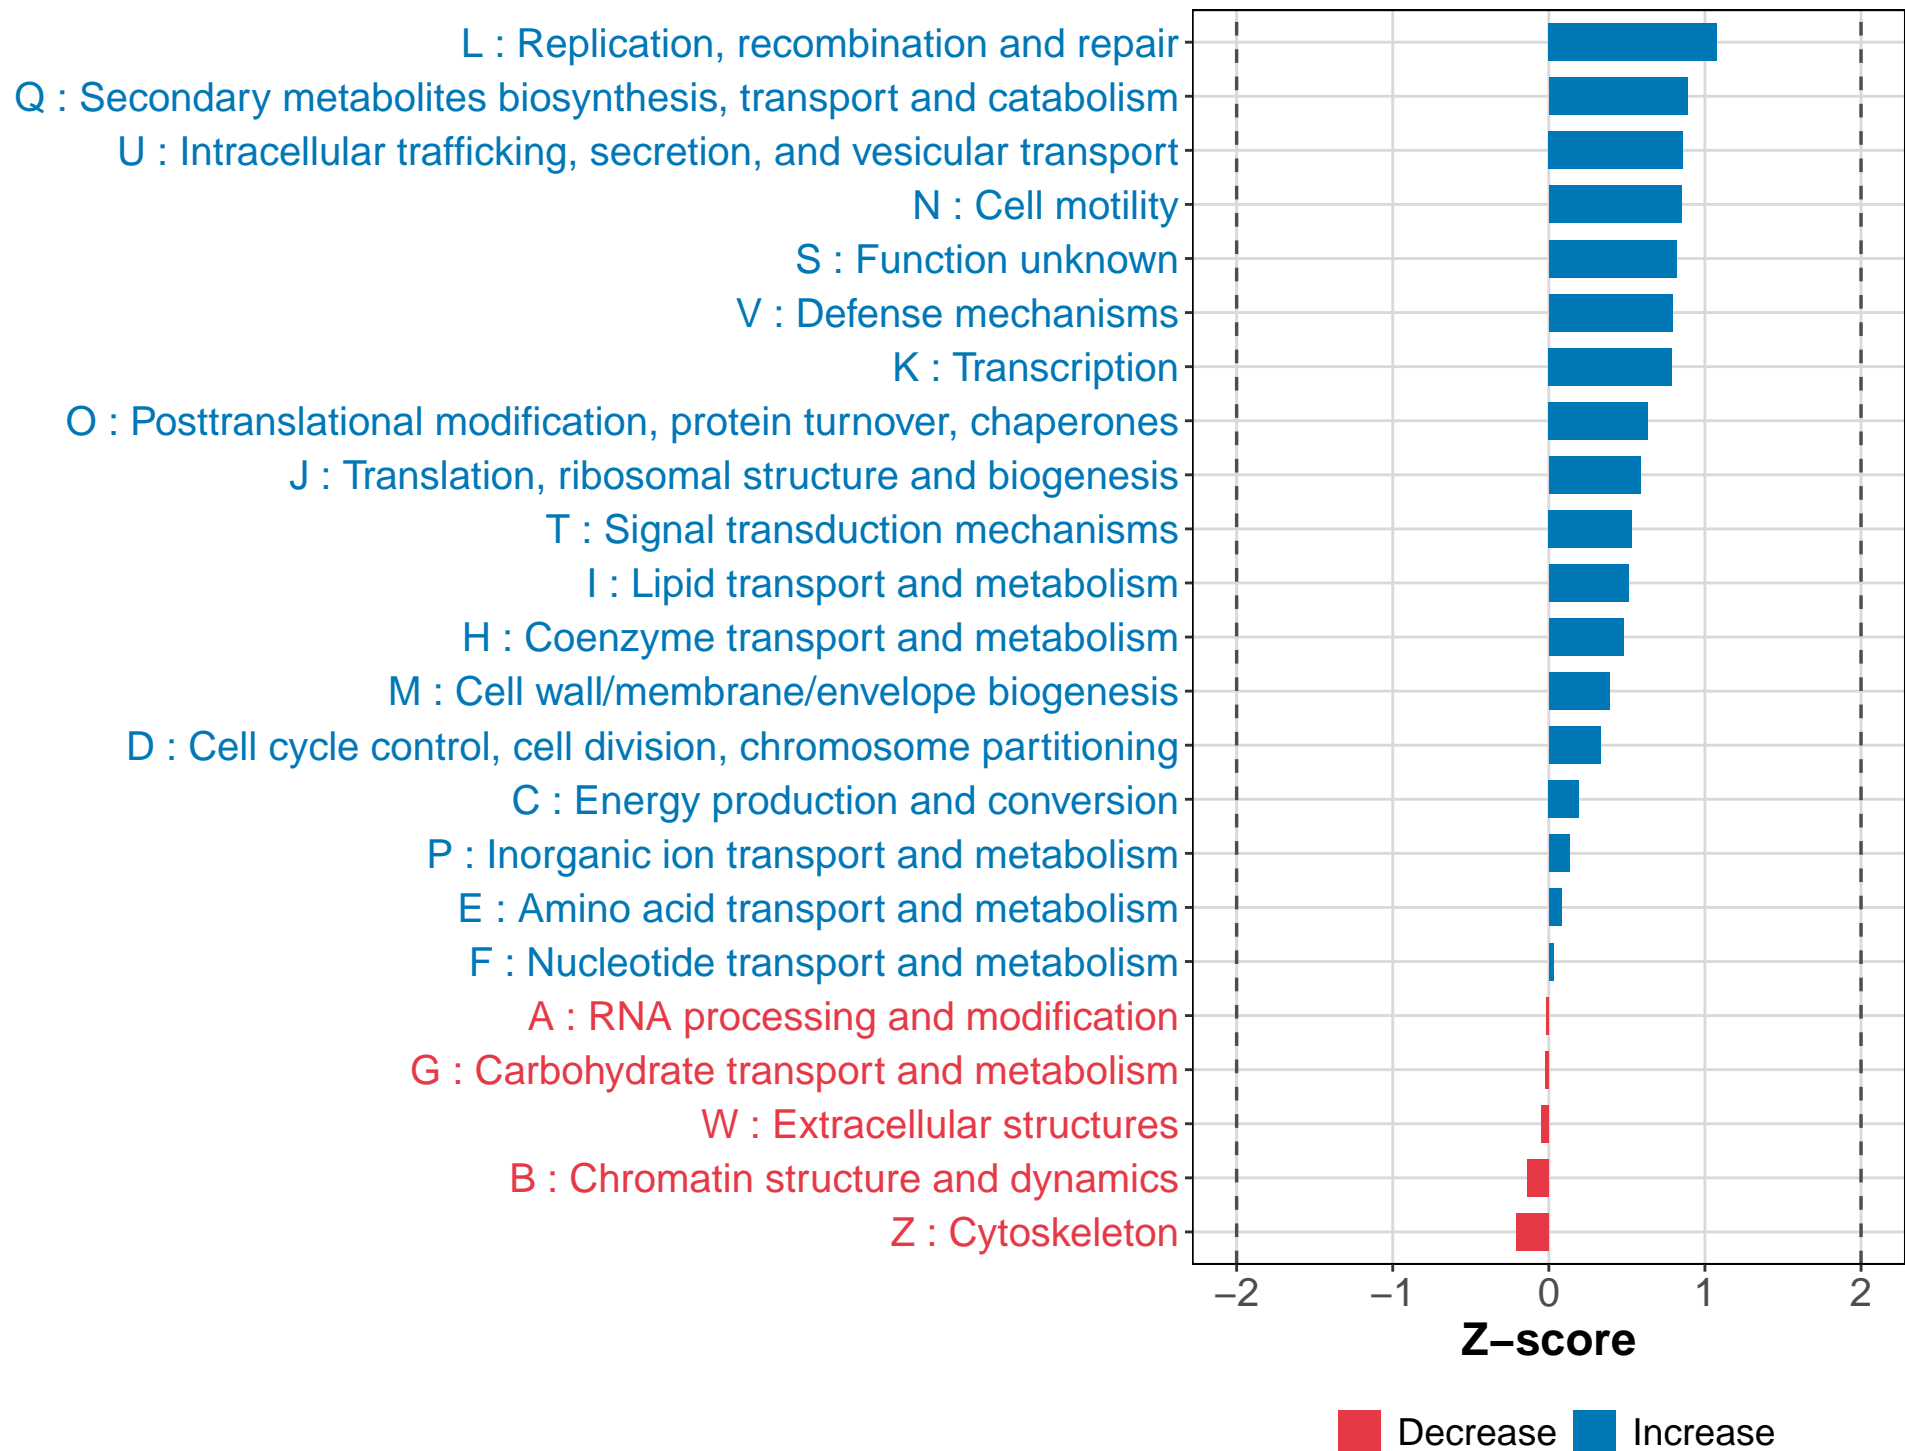 L : Replication, recombination and repair
Q : Secondary metabolites biosynthesis, transport and catabolism
U : Intracellular trafficking, secretion, and vesicular transport
N : Cell motility
S : Function unknown
V : Defense mechanisms
K : Transcription
O : Posttranslational modification, protein turnover, chaperones
J : Translation, ribosomal structure and biogenesis
T : Signal transduction mechanisms
I : Lipid transport and metabolism
H : Coenzyme transport and metabolism
M : Cell wall/membrane/envelope biogenesis
D : Cell cycle control, cell division, chromosome partitioning
C : Energy production and conversion
P : Inorganic ion transport and metabolism
E : Amino acid transport and metabolism
F : Nucleotide transport and metabolism
A : RNA processing and modification
G : Carbohydrate transport and metabolism
W : Extracellular structures
B : Chromatin structure and dynamics
Z : Cytoskeleton
−2 −1 0 1 2
Z−score
Decrease Increase